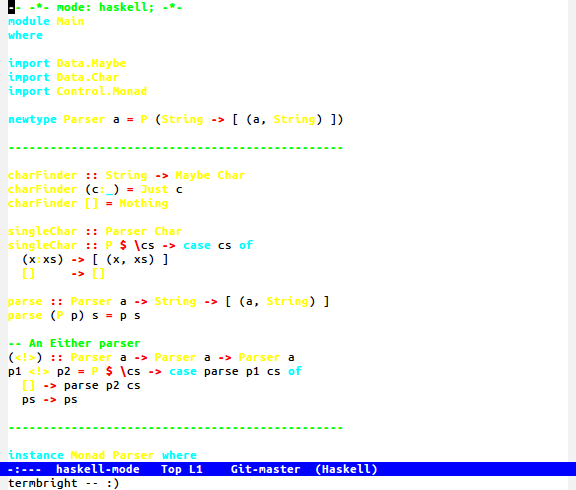 -- -*- mode: haskell; -*-
module Main
where
import Data.Maybe
import Data.Char
import Control.Monad
newtype Parser a = P (String -> [ (a, String) ])
------------------------------------------------
charFinder :: String -> Maybe Char
charFinder (c:_) = Just c
charFinder [] = Nothing
singleChar :: Parser Char
singleChar :: P $ \cs -> case cs of
  (x:xs) -> [ (x, xs) ]
  []     -> []
parse :: Parser a -> String -> [ (a, String) ]
parse (P p) s = p s
-- An Either parser
(<!>) :: Parser a -> Parser a -> Parser a
p1 <!> p2 = P $ \cs -> case parse p1 cs of
  [] -> parse p2 cs
  ps -> ps
------------------------------------------------
instance Monad Parser where
-:---  haskell-mode   Top L1    Git-master  (Haskell)
termbright -- :)